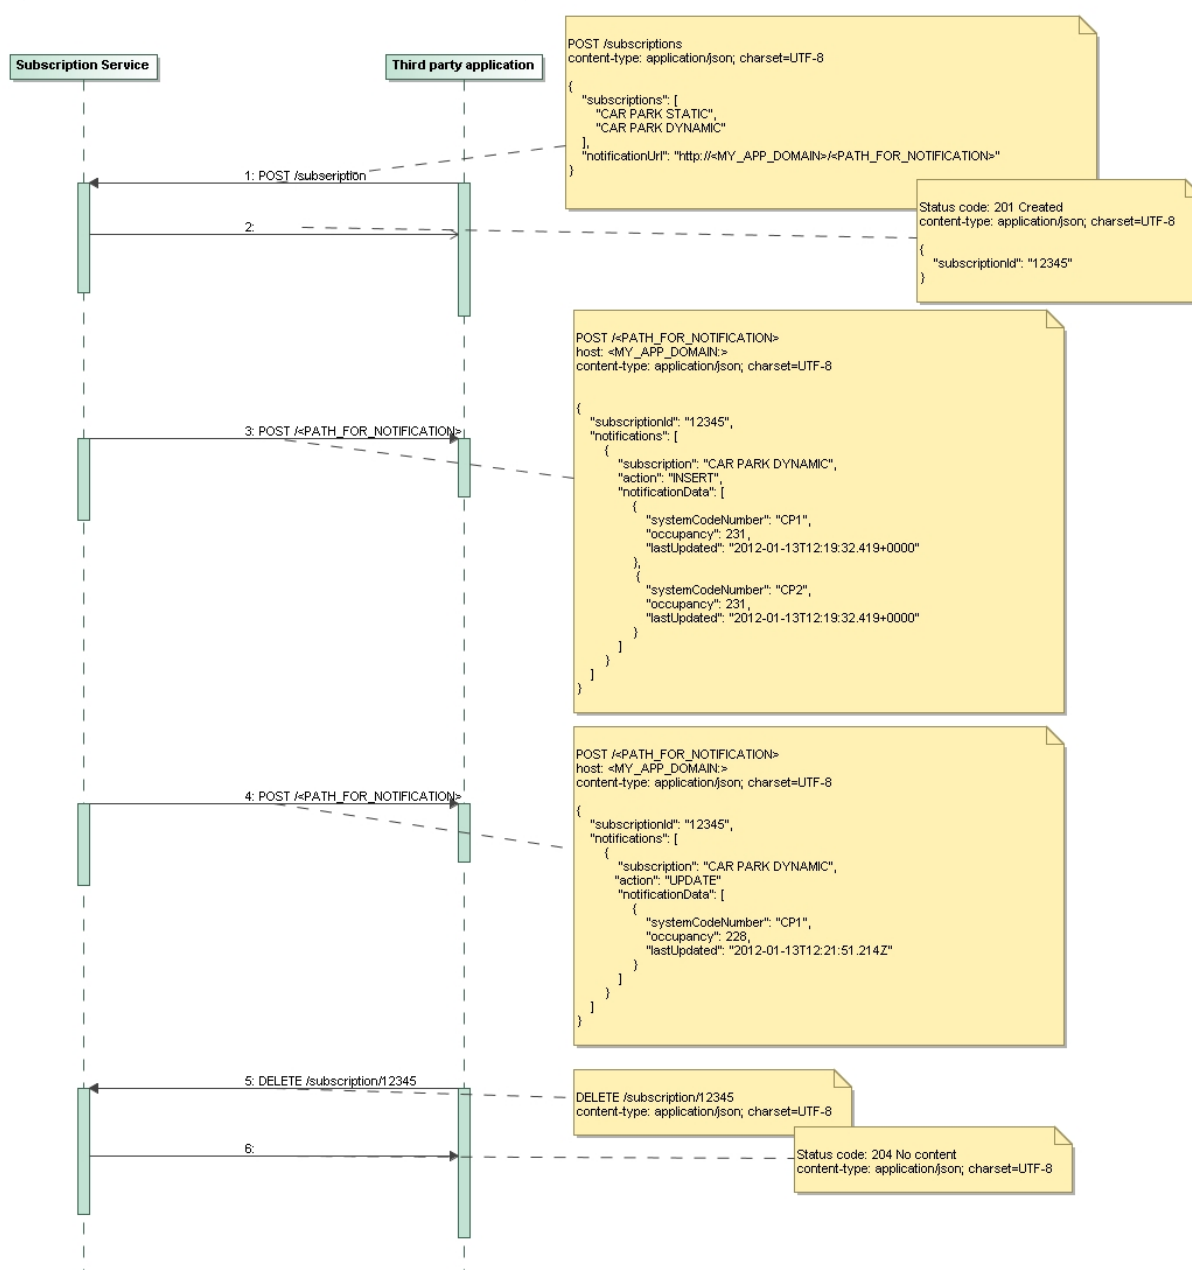 Subscription Service
Third party application
POST /subscriptions
content-type: application/json; charset=UTF-8
{
"subscriptions": [
"CAR PARK STATIC",
"CAR PARK DYNAMIC"
],
"notificationUrl": "http://<MY_APP_DOMAIN>/<PATH_FOR_NOTIFICATION>"
}
1: POST /subscription
Status code: 201 Created
content-type: application/json; charset=UTF-8
{
"subscriptionId": "12345"
}
2:
POST /<PATH_FOR_NOTIFICATION>
host: <MY_APP_DOMAIN:>
content-type: application/json; charset=UTF-8
{
"subscriptionId": "12345",
"notifications": [
{
"subscription": "CAR PARK DYNAMIC",
"action": "INSERT",
"notificationData": [
{
"systemCodeNumber": "CP1",
"occupancy": 231,
"lastUpdated": "2012-01-13T12:19:32.419+0000"
},
{
"systemCodeNumber": "CP2",
"occupancy": 231,
"lastUpdated": "2012-01-13T12:19:32.419+0000"
}
]
}
]
}
3: POST /<PATH_FOR_NOTIFICATION>
POST /<PATH_FOR_NOTIFICATION>
host: <MY_APP_DOMAIN:>
content-type: application/json; charset=UTF-8
{
"subscriptionId": "12345",
"notifications": [
{
"subscription": "CAR PARK DYNAMIC",
"action": "UPDATE"
"notificationData": [
{
"systemCodeNumber": "CP1",
"occupancy": 228,
"lastUpdated": "2012-01-13T12:21:51.214Z"
}
]
}
]
}
4: POST /<PATH_FOR_NOTIFICATION>
5: DELETE /subscription/12345
DELETE /subscription/12345
content-type: application/json; charset=UTF-8
6:
Status code: 204 No content
content-type: application/json; charset=UTF-8